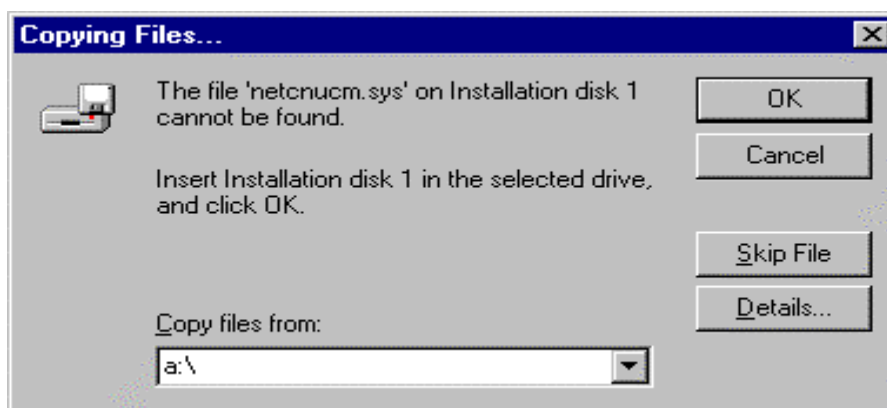 Copying Files...
The file 'netcnucm.sys' on Installation disk 1
cannot be found.
Insert Installation disk 1 in the selected drive,
and click OK.
Copy files from:
a:\
OK
Cancel
Skip File
Details...